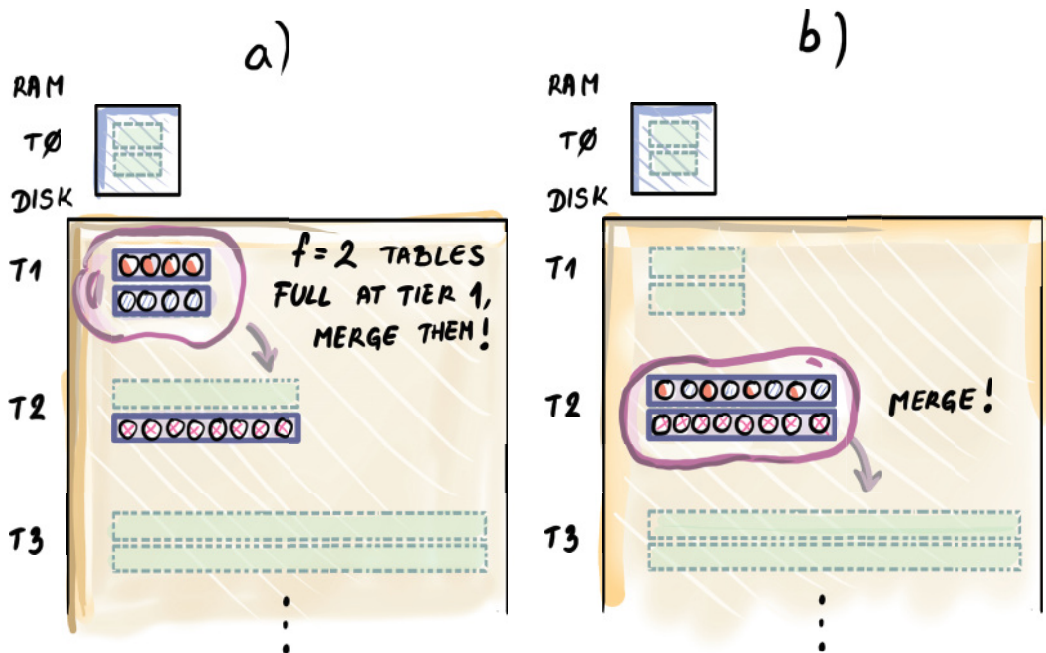 a)
RAM
TØ
DISK
T1
f=2 TABLES
FULL AT TIER 1,
MERGE THEM!
T2
T3
b)
RAM
TØ
DISK
T1
T2
MERGE!
T3